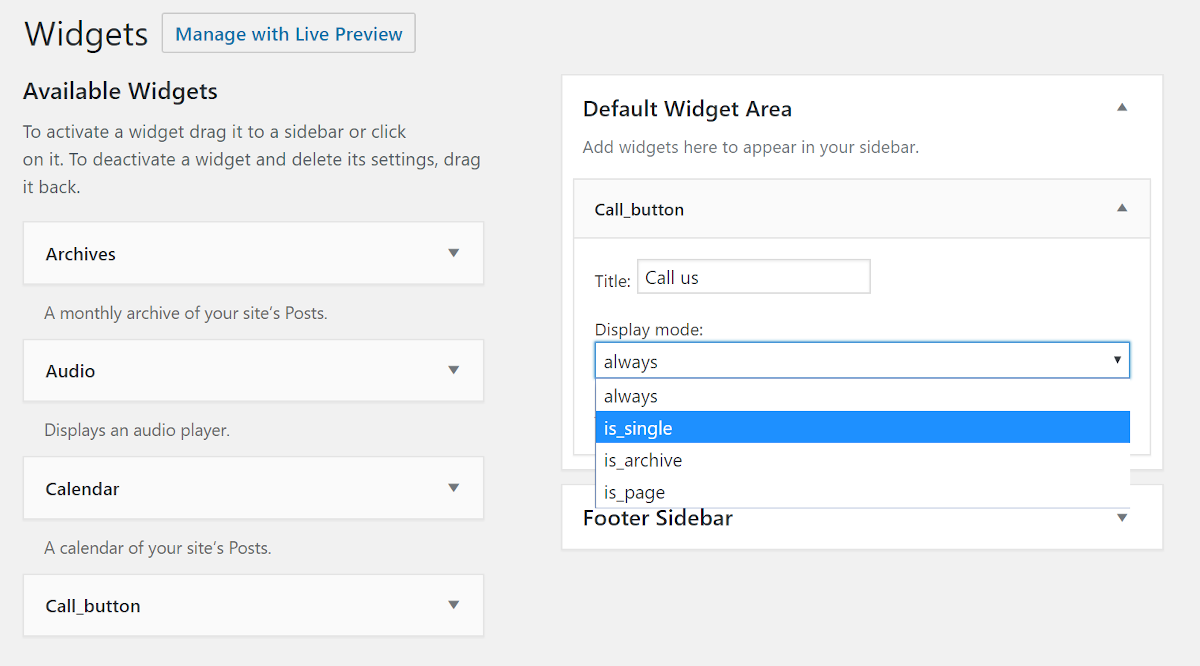 Widgets
Manage with Live Preview
Available Widgets
To activate a widget drag it to a sidebar or click
on it. To deactivate a widget and delete its settings, drag
it back.
Archives
A monthly archive of your site’s Posts.
Audio
Displays an audio player.
Calendar
A calendar of your site’s Posts.
Call_button
Default Widget Area
Add widgets here to appear in your sidebar.
Call_button
Title: Call us
Display mode:
always
always
is_single
is_archive
is_page
Footer Sidebar